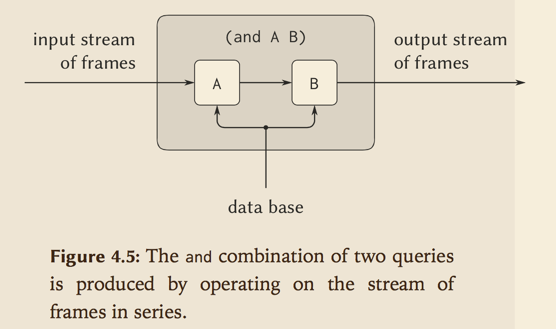 (and A B)
input stream
of frames
output stream
of frames
A
B
data base
Figure 4.5: The and combination of two queries
is produced by operating on the stream of
frames in series.